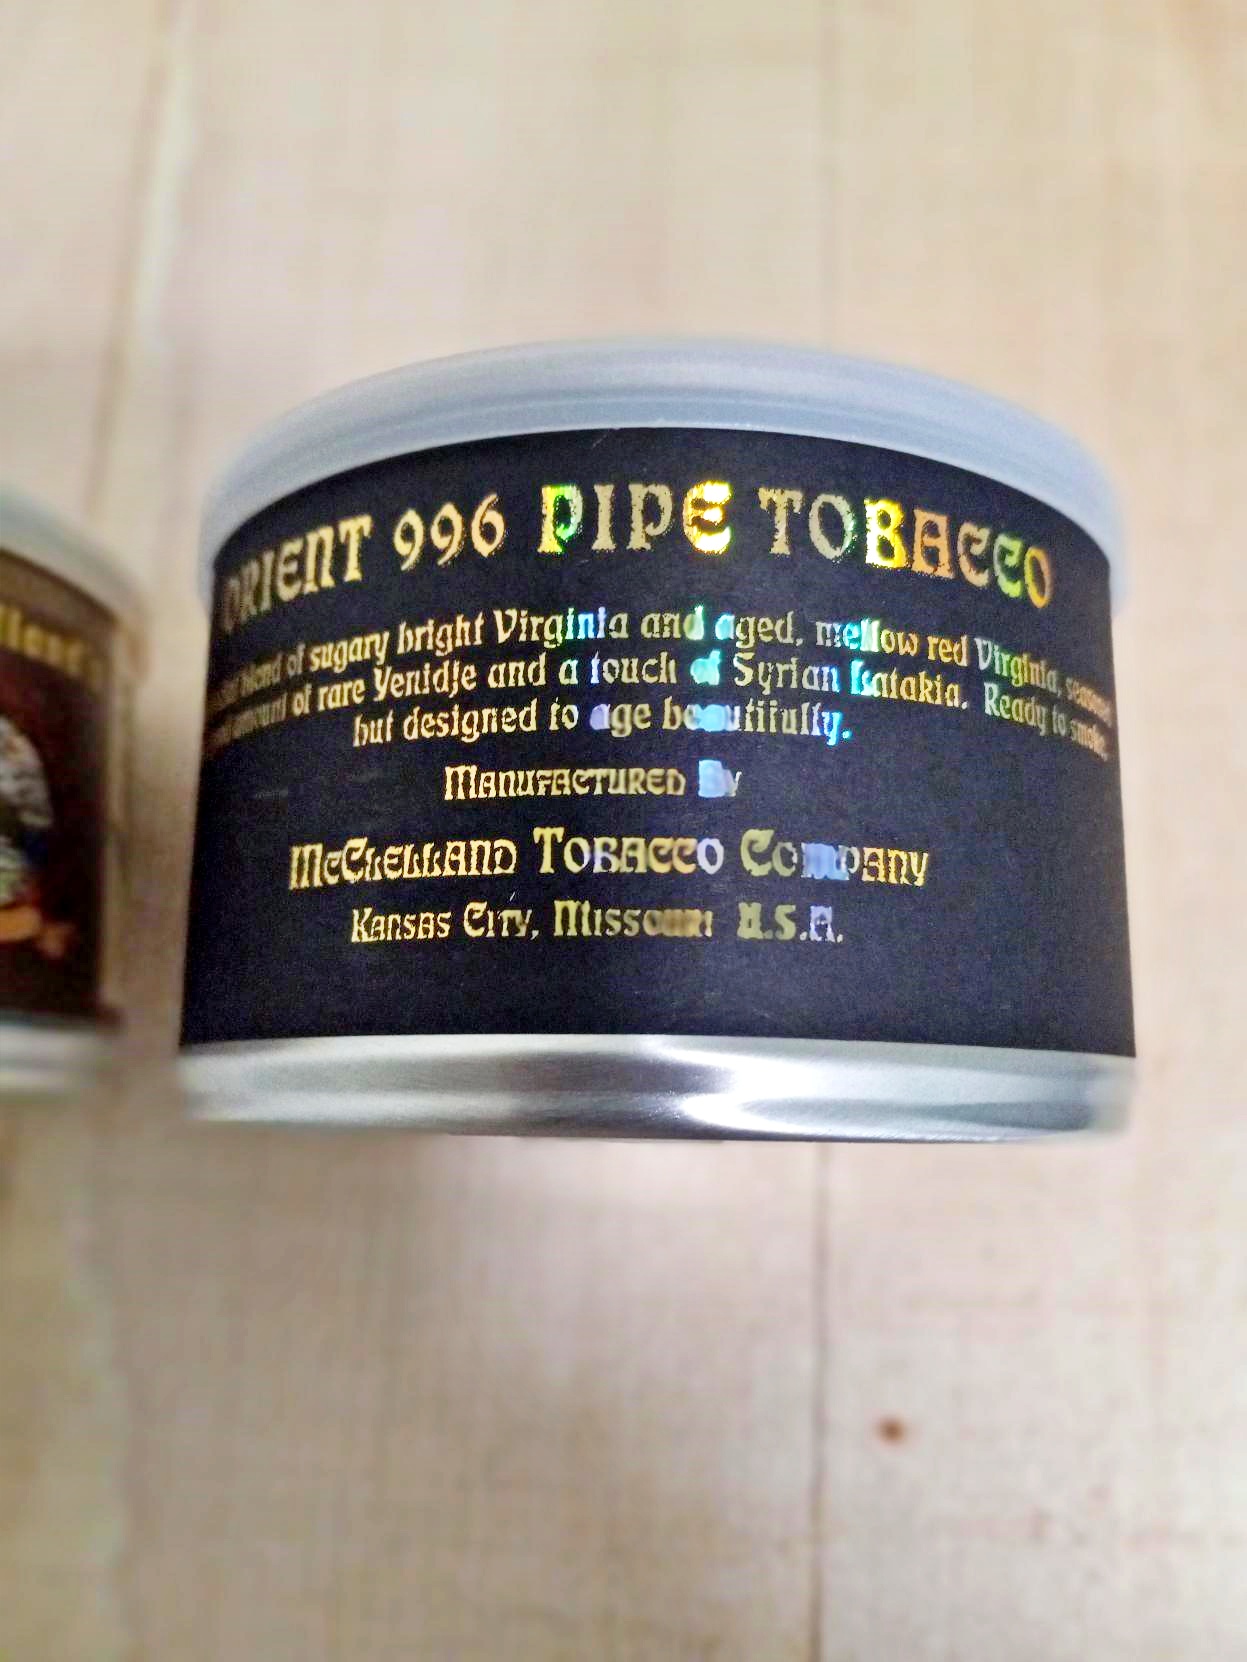 ORIENT 996 PIPE TOBACCO
blend of sugary bright Virginia and aged, mellow red Virginia,
amount of rare Yenidje and a touch of Syrian Latakia. Ready to smoke,
but designed to age beautifully.
MANUFACTURED BY
McCLELLAND TOBACCO COMPANY
KANSAS CITY, MISSOURI U.S.A.